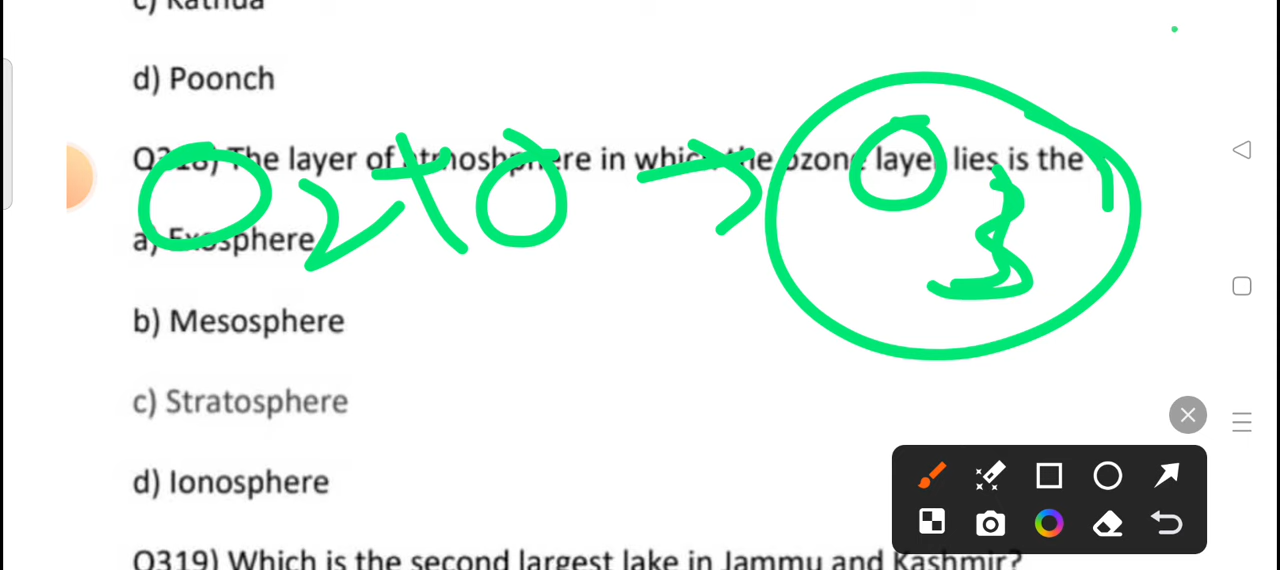 c) Kathua
d) Poonch
Q318) The layer of atmoshphere in which the ozone layer lies is the
O2 + O → O3
a) Exosphere
b) Mesosphere
c) Stratosphere
d) Ionosphere
Q319) Which is the second largest lake in Jammu and Kashmir?